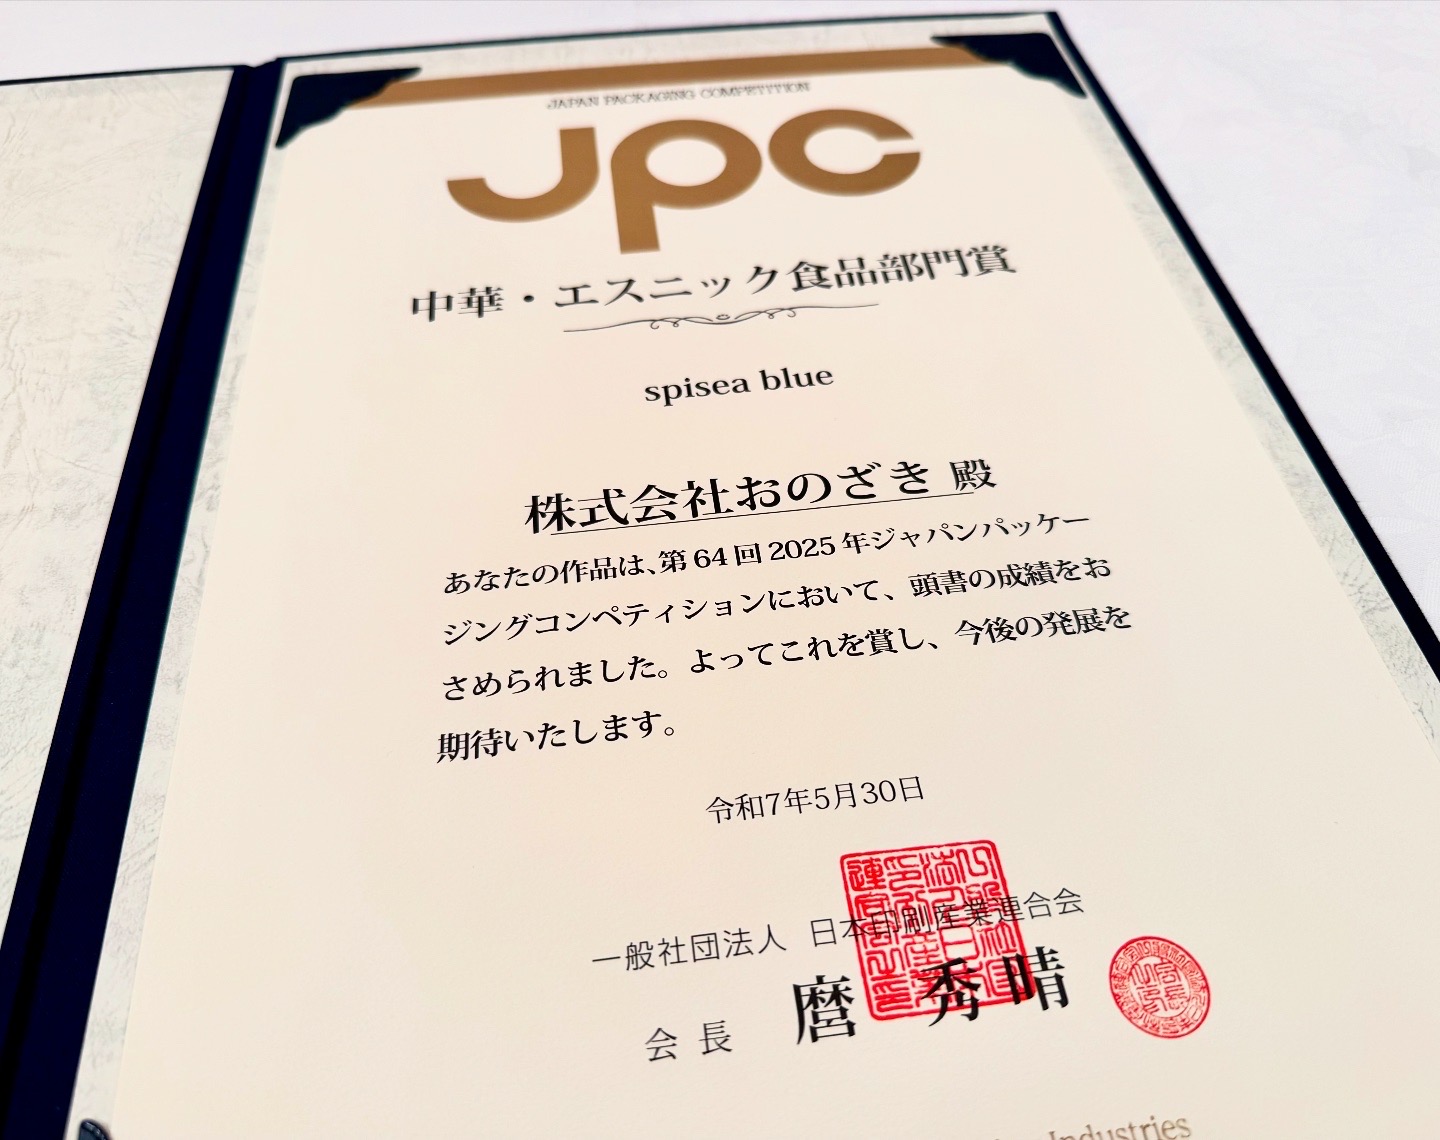 JAPAN PACKAGING COMPETITION
JPC
中華・エスニック食品部門賞
spisea blue
株式会社おのざき 殿
あなたの作品は、第64回2025年ジャパンパッケー
ジングコンペティションにおいて、頭書の成績をお
さめられました。よってこれを賞し、今後の発展を
期待いたします。
令和7年5月30日
一般社団法人 日本印刷産業連合会
会長 麿 秀晴
Industries